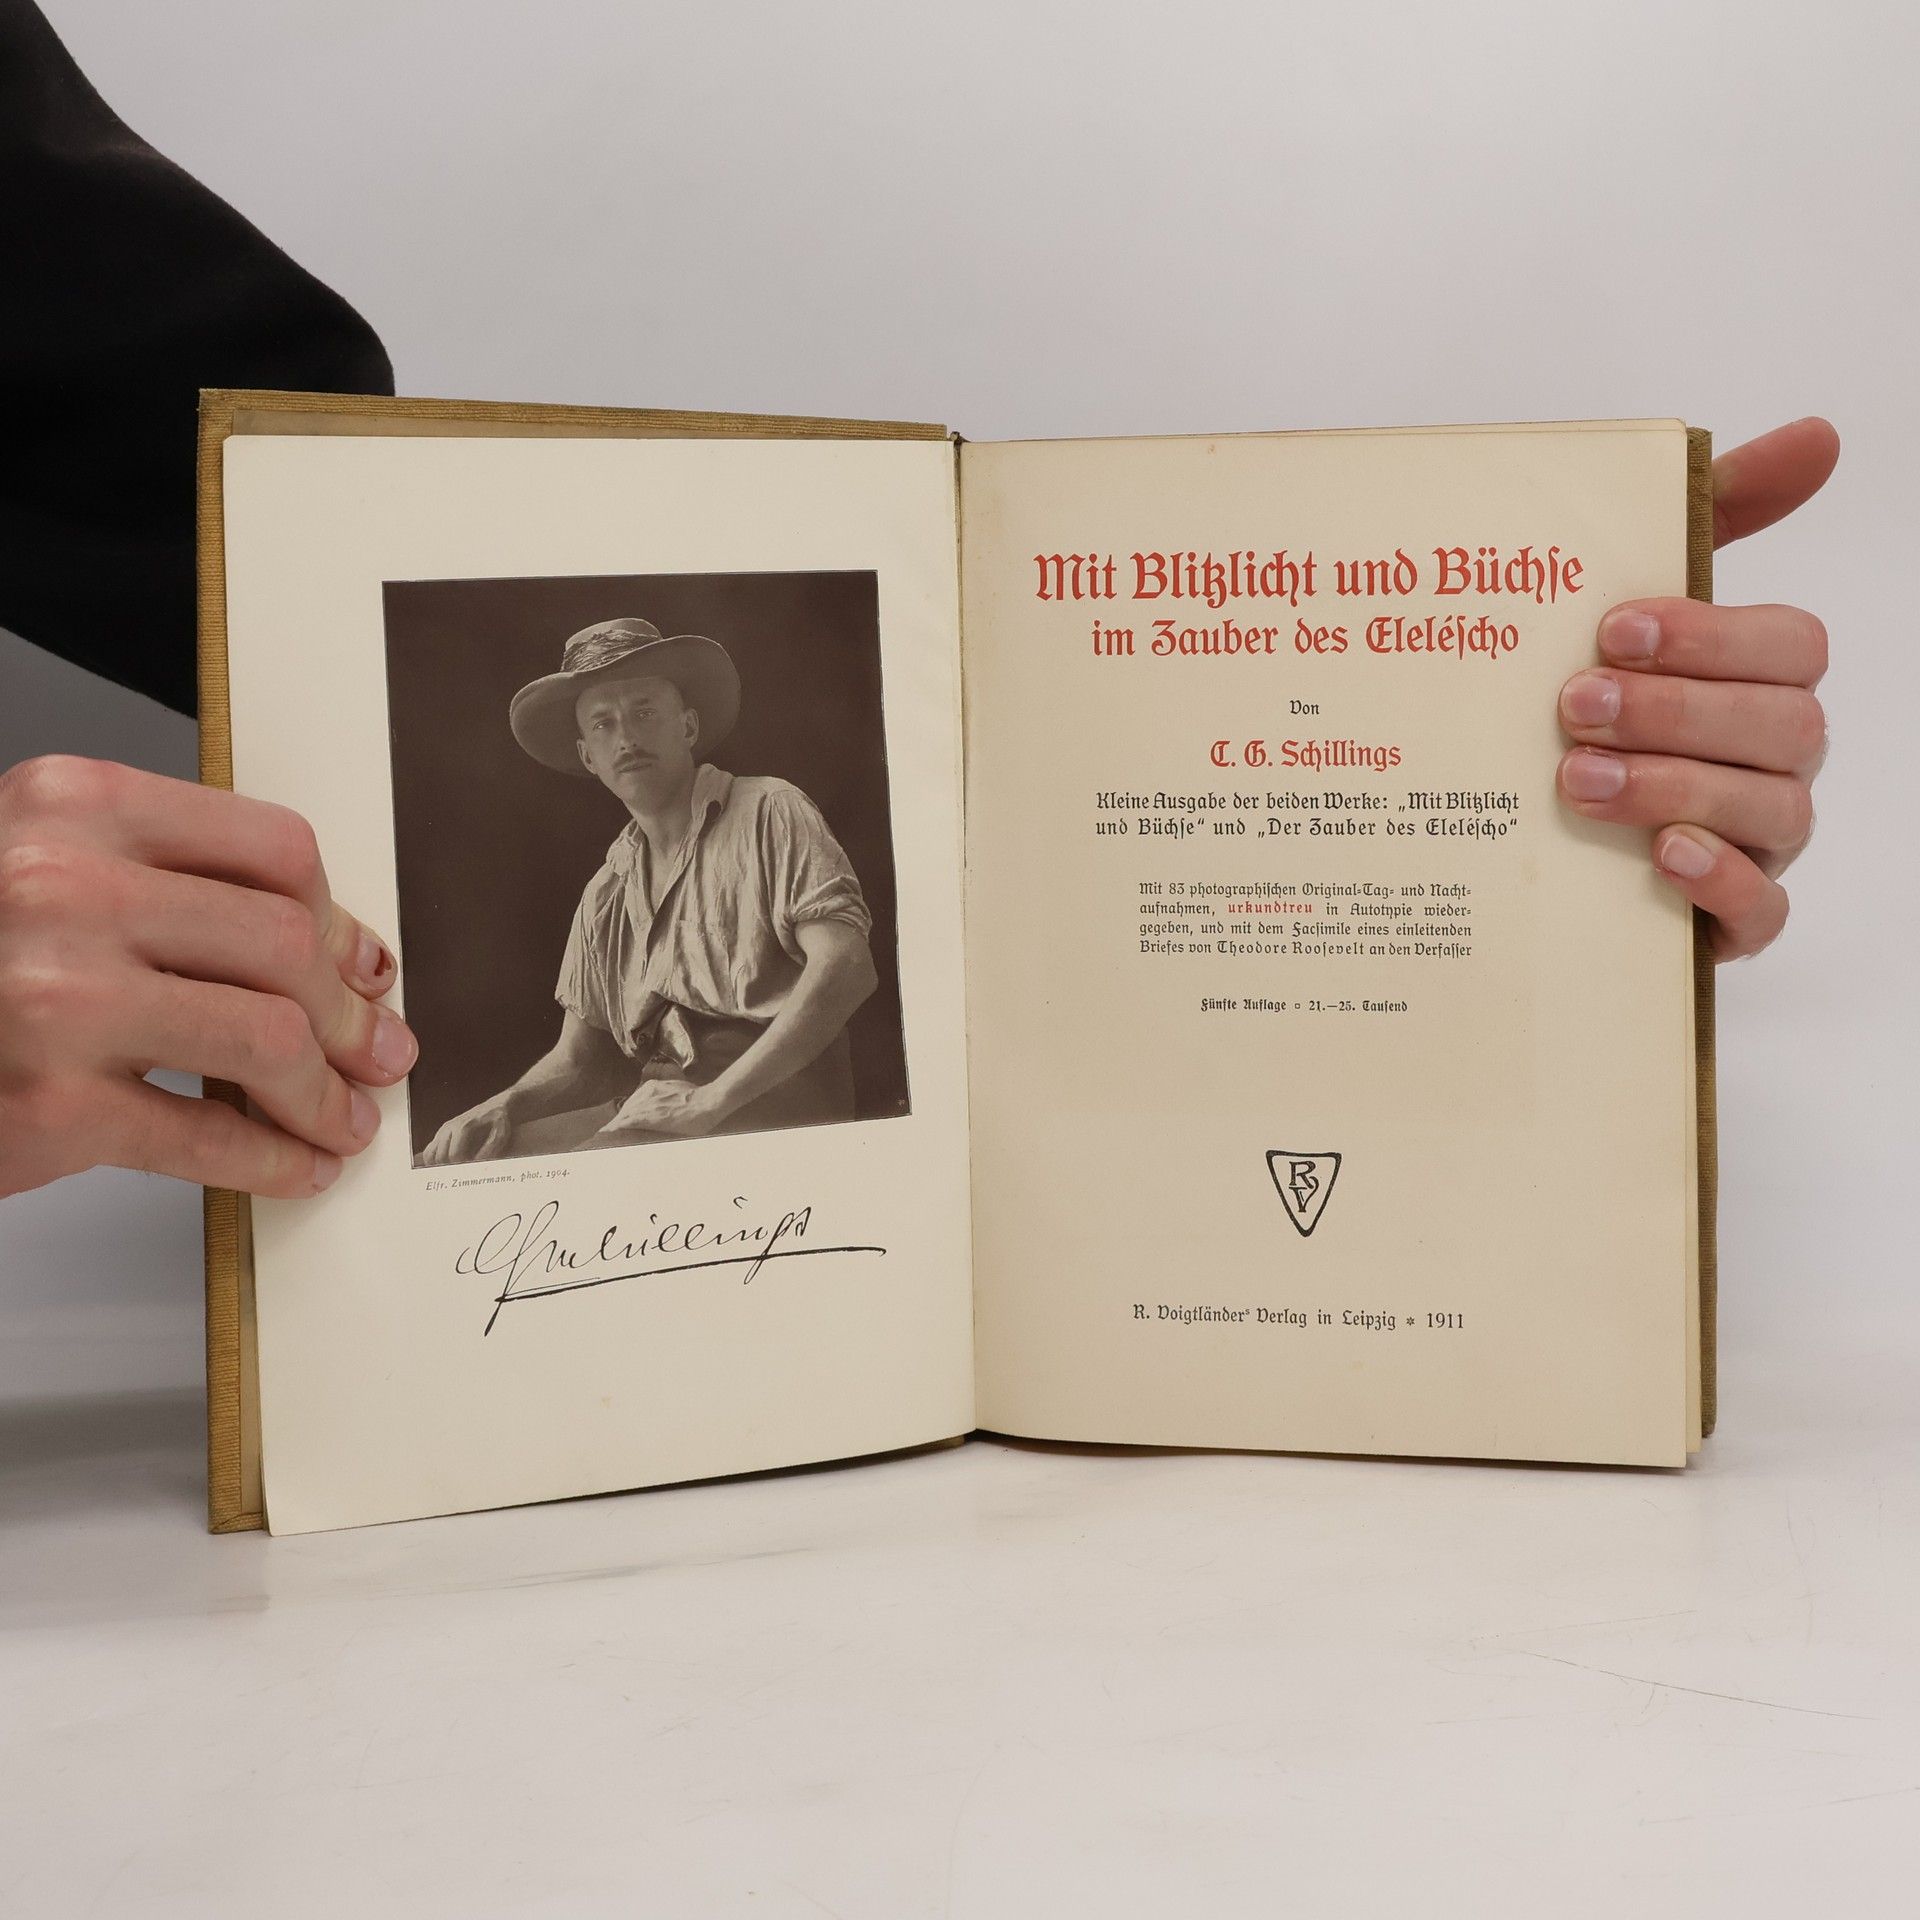 Elfr. Zimmermann, phot. 1904.
CGSchillings
Mit Blitzlicht und Büchſe
im Zauber des Eleléſcho
Von
C. G. Schillings
Kleine Ausgabe der beiden Werke: „Mit Blitzlicht
und Büchſe“ und „Der Zauber des Eleléſcho“
Mit 83 photographiſchen Original-Tag- und Nacht-
aufnahmen, urkundtreu in Autotypie wieder-
gegeben, und mit dem Facſimile eines einleitenden
Briefes von Theodore Rooſevelt an den Verfaſſer
Fünfte Auflage ▫ 21.—25. Tauſend
RV
R. Voigtländerˢ Verlag in Leipzig * 1911